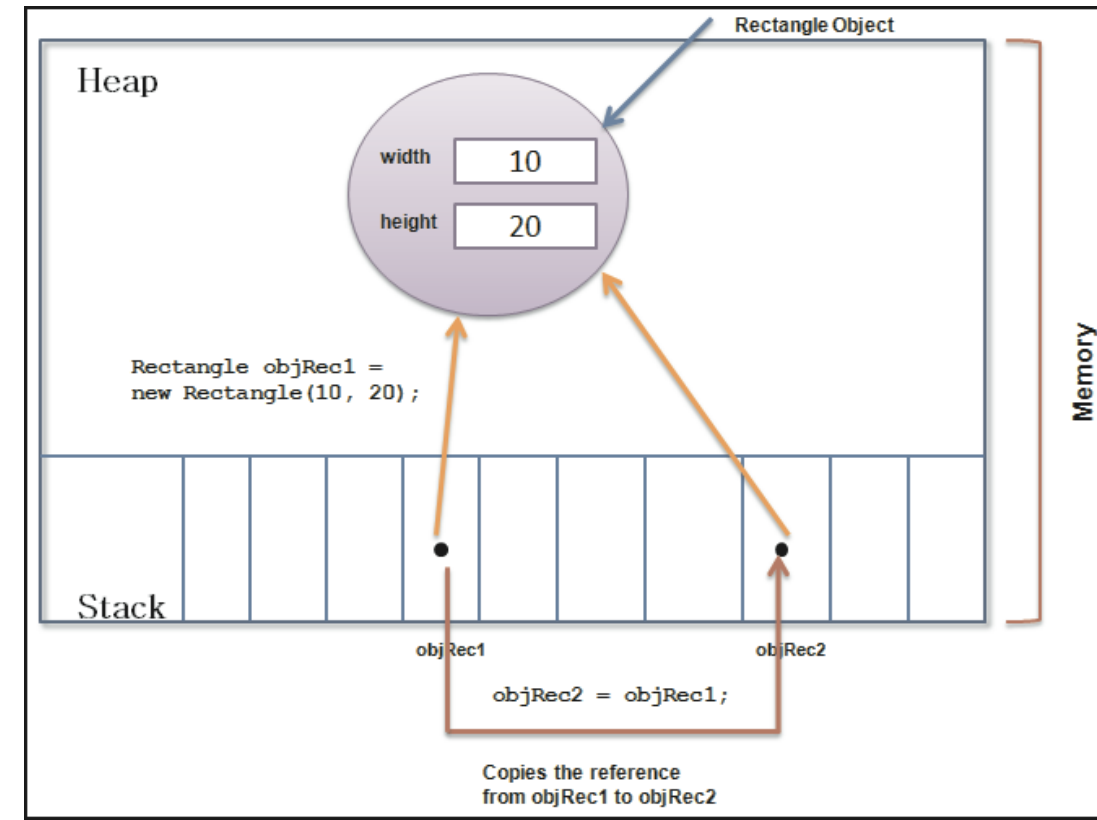 Rectangle Object
Heap
width
10
height
20
Rectangle objRec1 =
new Rectangle(10, 20);
Memory
Stack
objRec1
objRec2
objRec2 = objRec1;
Copies the reference
from objRec1 to objRec2